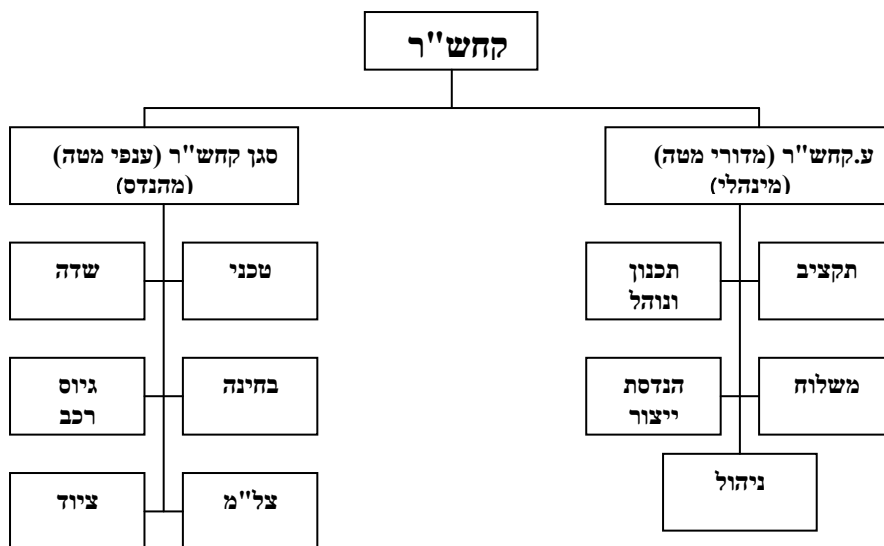 קחש"ר
ע.קחש"ר (מדורי מטה)
(מינהלי)
סגן קחש"ר (ענפי מטה)
(מהנדס)
תקציב
תכנון
ונוהל
טכני
שדה
משלוח
הנדסת
ייצור
בחינה
גיוס
רכב
ניהול
צל"מ
ציוד